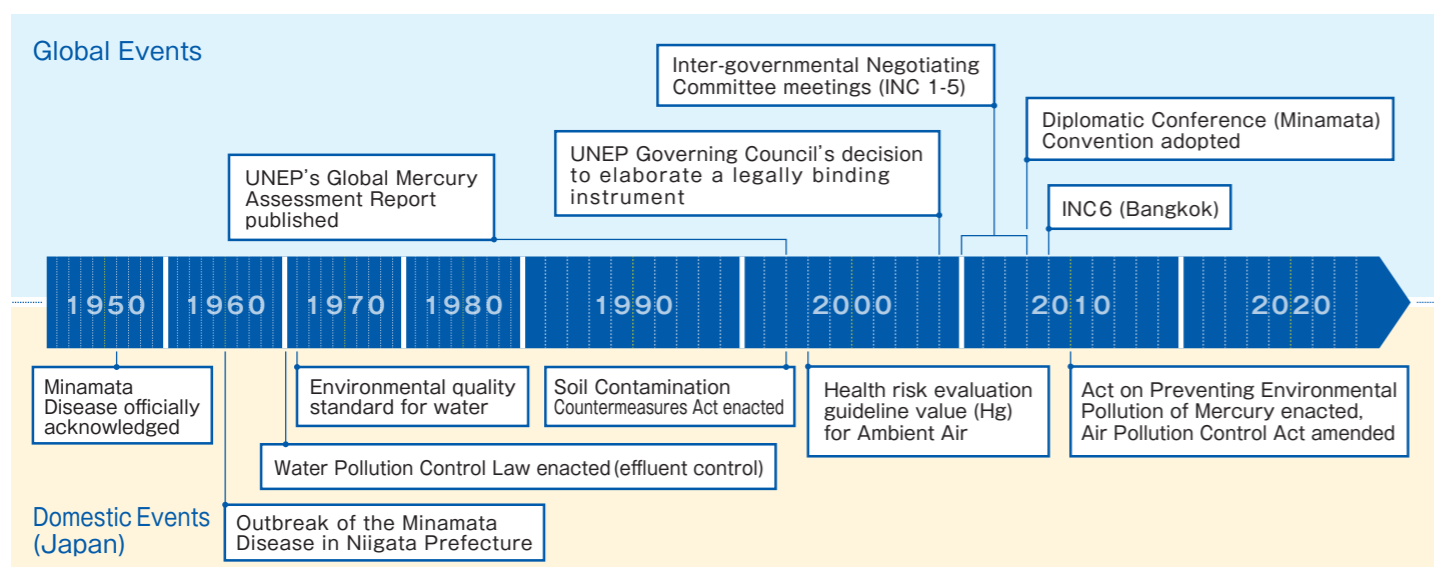 Global Events
Inter-governmental Negotiating
Committee meetings (INC 1-5)
Diplomatic Conference (Minamata)
Convention adopted
UNEP Governing Council's decision
to elaborate a legally binding
instrument
UNEP's Global Mercury
Assessment Report
published
INC6 (Bangkok)
1950 1960 1970 1980 1990 2000 2010 2020
Minamata
Disease officially
acknowledged
Environmental quality
standard for water
Soil Contamination
Countermeasures Act enacted
Health risk evaluation
guideline value (Hg)
for Ambient Air
Act on Preventing Environmental
Pollution of Mercury enacted,
Air Pollution Control Act amended
Water Pollution Control Law enacted (effluent control)
Domestic Events
(Japan)
Outbreak of the Minamata
Disease in Niigata Prefecture